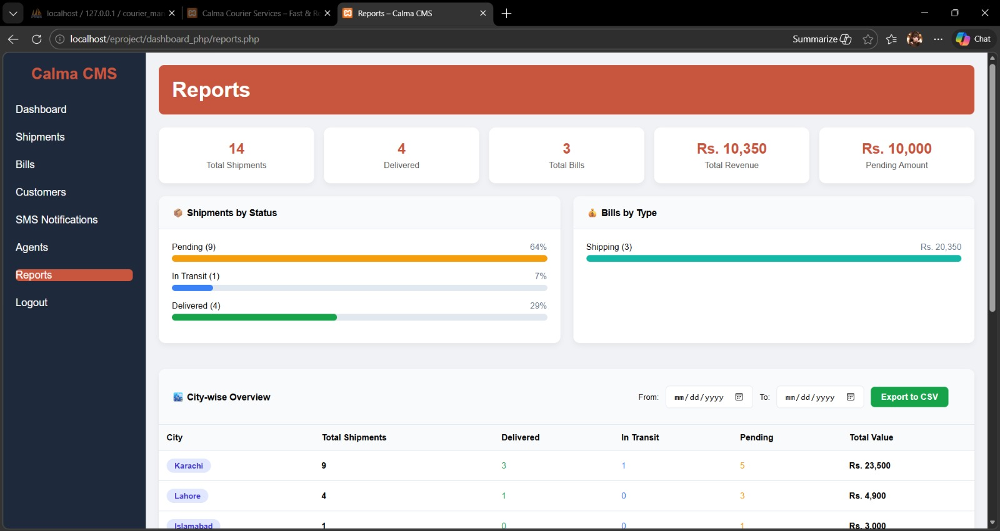 localhost / 127.0.0.1 / courier_man
Calma Courier Services – Fast & Re
Reports – Calma CMS
localhost/eproject/dashboard_php/reports.php
Summarize
Chat
Calma CMS
Dashboard
Shipments
Bills
Customers
SMS Notifications
Agents
Reports
Logout
Reports
14
Total Shipments
4
Delivered
3
Total Bills
Rs. 10,350
Total Revenue
Rs. 10,000
Pending Amount
Shipments by Status
Pending (9) 64%
In Transit (1) 7%
Delivered (4) 29%
Bills by Type
Shipping (3) Rs. 20,350
City-wise Overview
From: mm/dd/yyyy To: mm/dd/yyyy Export to CSV
City Total Shipments Delivered In Transit Pending Total Value
Karachi 9 3 1 5 Rs. 23,500
Lahore 4 1 0 3 Rs. 4,900
Islamabad 1 0 0 1 Rs. 3,000